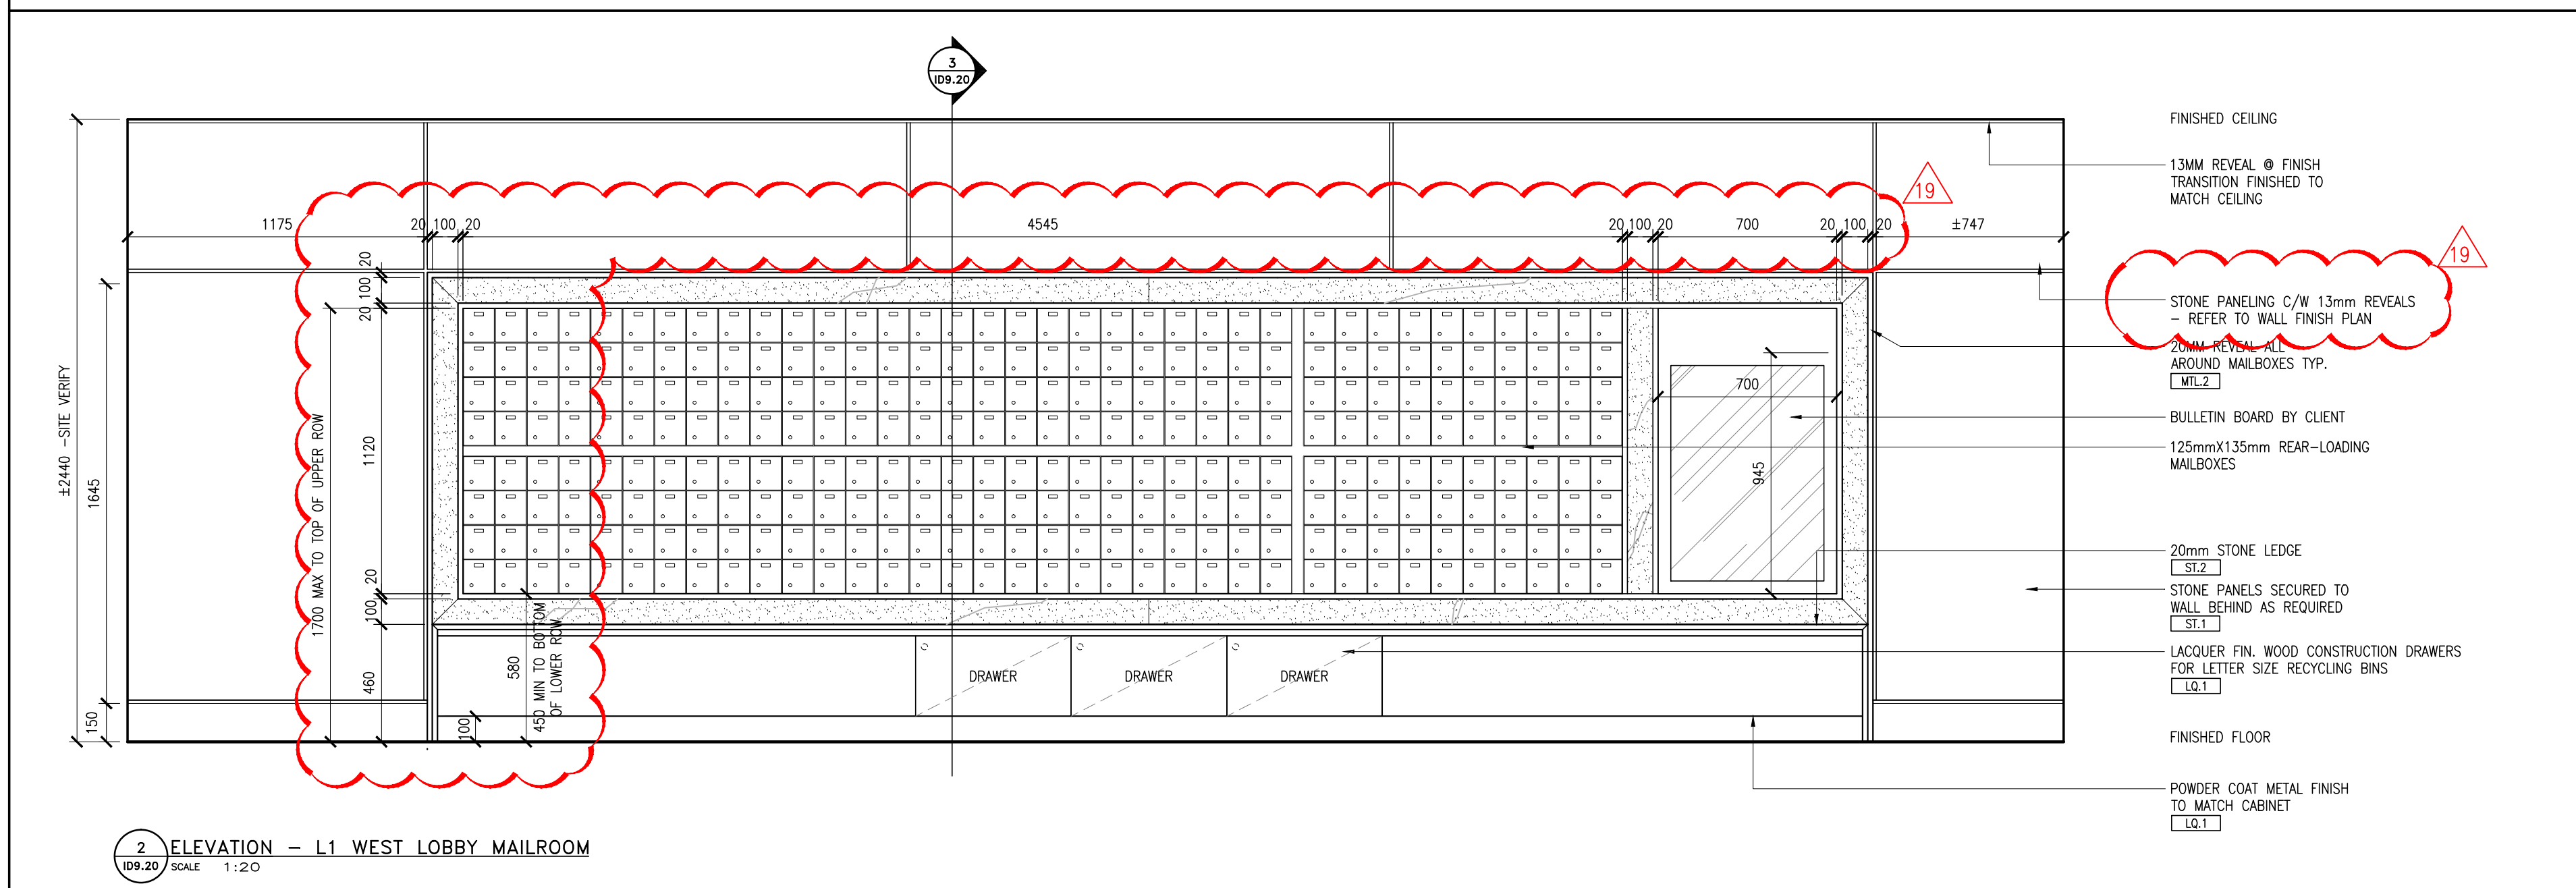 3
ID9.20
FINISHED CEILING
13MM REVEAL @ FINISH
TRANSITION FINISHED TO
MATCH CEILING
19
1175
20 100 20
4545
20 100 20
700
20 100 20
±747
19
STONE PANELING C/W 13mm REVEALS
- REFER TO WALL FINISH PLAN
20MM REVEAL ALL
AROUND MAILBOXES TYP.
MTL.2
20
100
20
±2440 -SITE VERIFY
1645
150
1700 MAX TO TOP OF UPPER ROW
1120
20
100
460
700
945
BULLETIN BOARD BY CLIENT
125mmX135mm REAR-LOADING
MAILBOXES
20mm STONE LEDGE
ST.2
STONE PANELS SECURED TO
WALL BEHIND AS REQUIRED
ST.1
580
450 MIN TO BOTTOM
OF LOWER ROW
100
DRAWER
DRAWER
DRAWER
LACQUER FIN. WOOD CONSTRUCTION DRAWERS
FOR LETTER SIZE RECYCLING BINS
LQ.1
FINISHED FLOOR
POWDER COAT METAL FINISH
TO MATCH CABINET
LQ.1
2
ID9.20
ELEVATION - L1 WEST LOBBY MAILROOM
SCALE 1:20